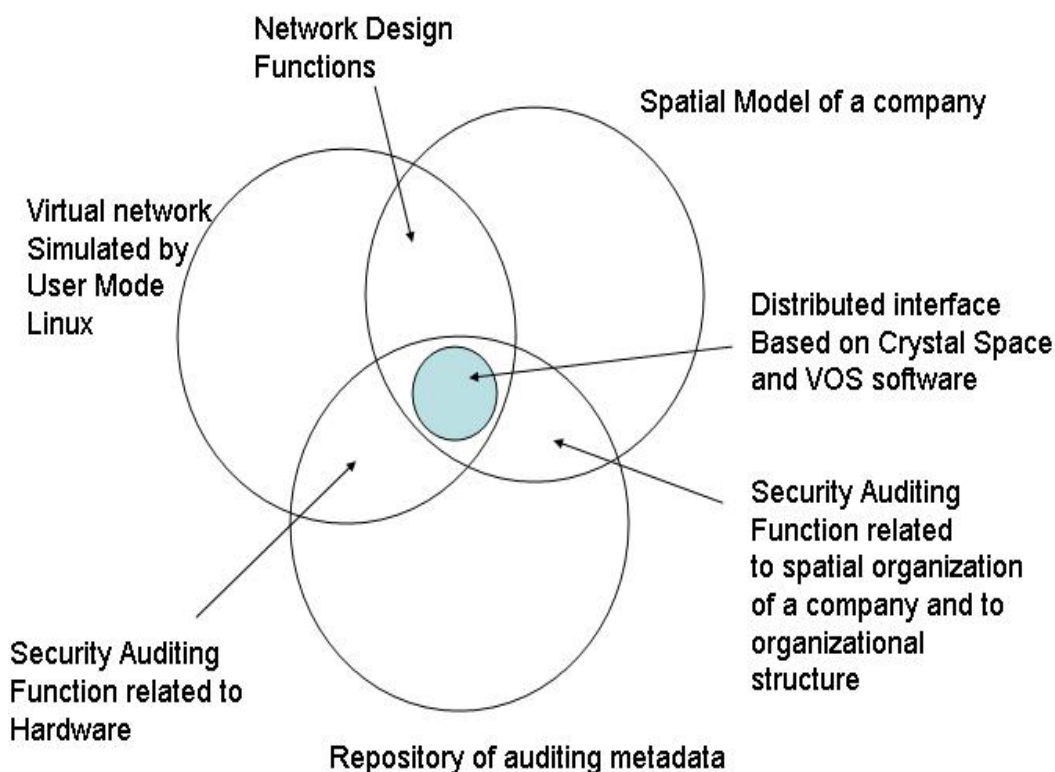 Network Design
Functions
Spatial Model of a company
Virtual network
Simulated by
User Mode
Linux
Distributed interface
Based on Crystal Space
and VOS software
Security Auditing
Function related
to spatial organization
of a company and to
organizational
structure
Security Auditing
Function related to
Hardware
Repository of auditing metadata